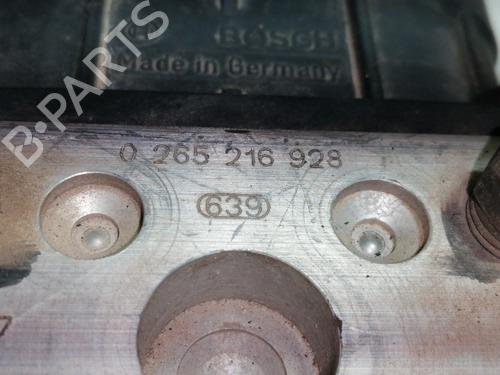 BOSCH
Made in Germany
0 265 216 928
639
B-PARTS